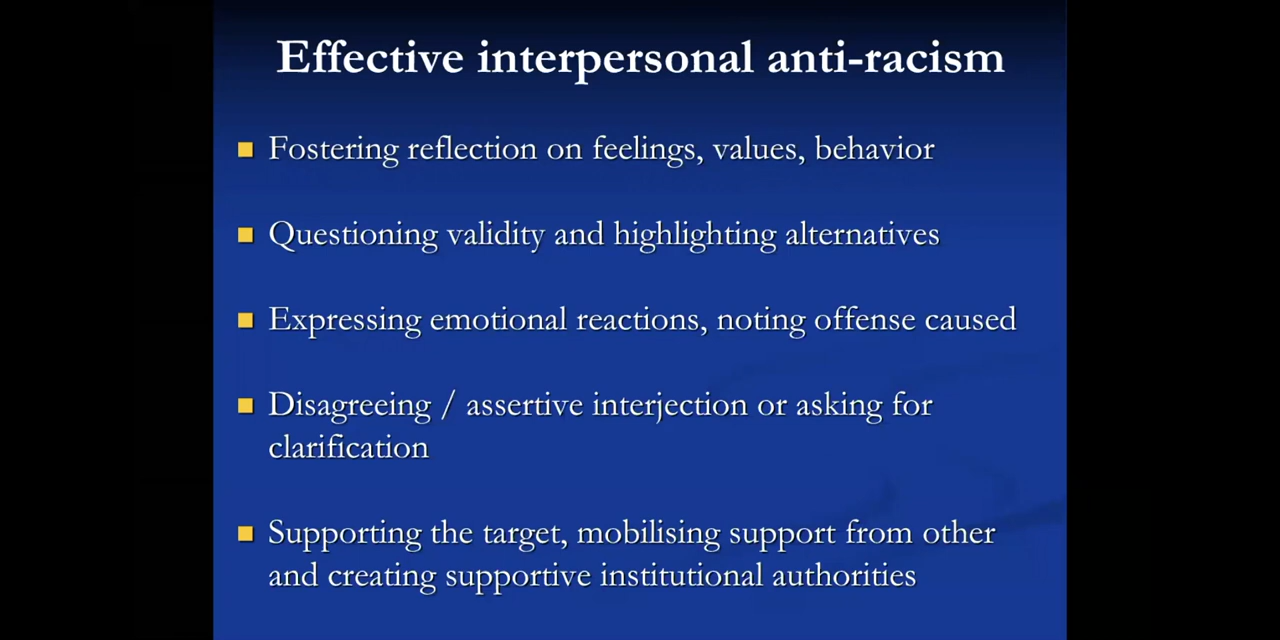 Effective interpersonal anti-racism
Fostering reflection on feelings, values, behavior
Questioning validity and highlighting alternatives
Expressing emotional reactions, noting offense caused
Disagreeing / assertive interjection or asking for
clarification
Supporting the target, mobilising support from other
and creating supportive institutional authorities